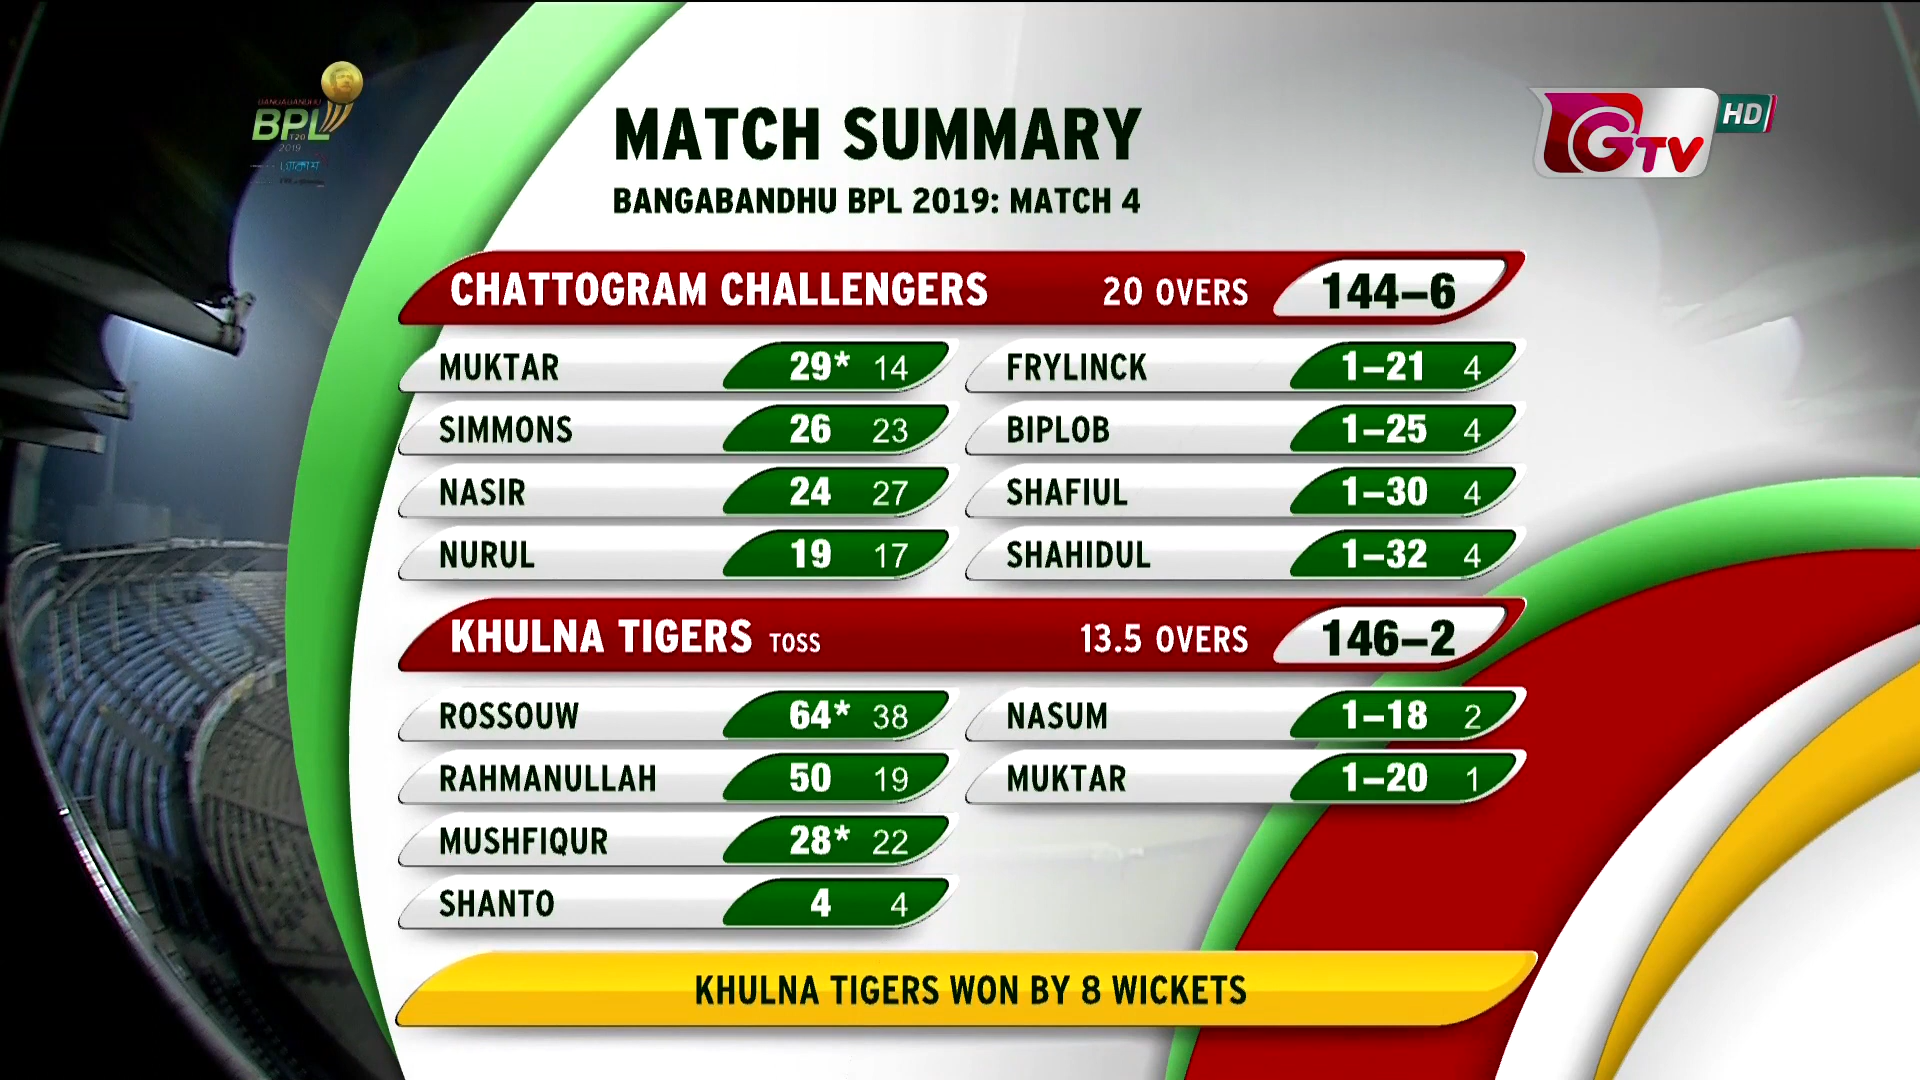 BANGABANDHU
BPL
T20
2019
GTV HD
MATCH SUMMARY
BANGABANDHU BPL 2019: MATCH 4
CHATTOGRAM CHALLENGERS 20 OVERS 144–6
MUKTAR 29* 14 FRYLINCK 1–21 4
SIMMONS 26 23 BIPLOB 1–25 4
NASIR 24 27 SHAFIUL 1–30 4
NURUL 19 17 SHAHIDUL 1–32 4
KHULNA TIGERS TOSS 13.5 OVERS 146–2
ROSSOUW 64* 38 NASUM 1–18 2
RAHMANULLAH 50 19 MUKTAR 1–20 1
MUSHFIQUR 28* 22
SHANTO 4 4
KHULNA TIGERS WON BY 8 WICKETS